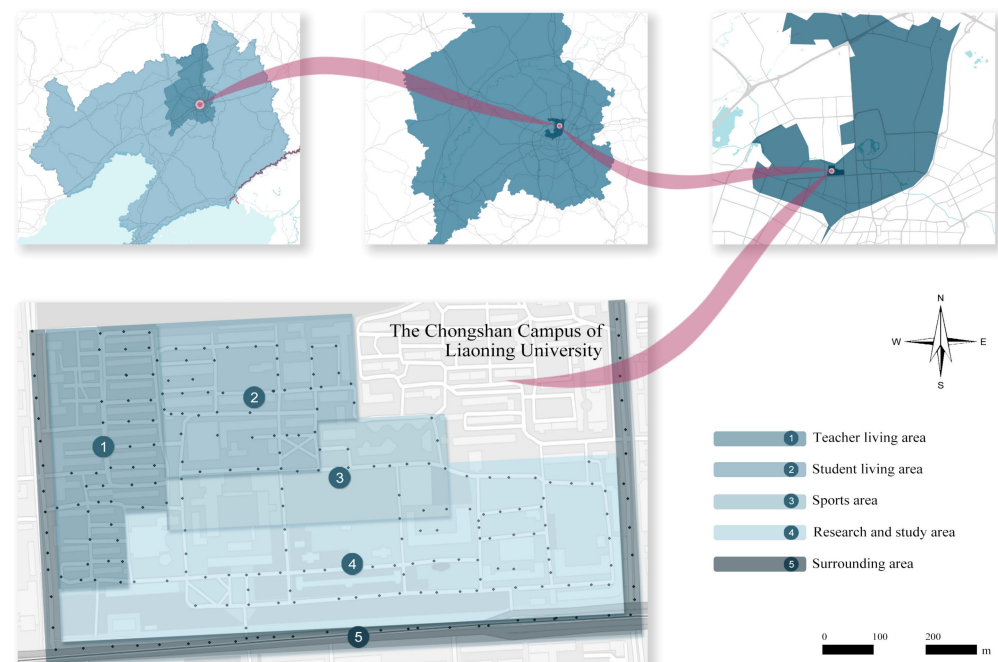 The Chongshan Campus of
Liaoning University
1
2
3
4
5
N
W E
S
1 Teacher living area
2 Student living area
3 Sports area
4 Research and study area
5 Surrounding area
0 100 200
m